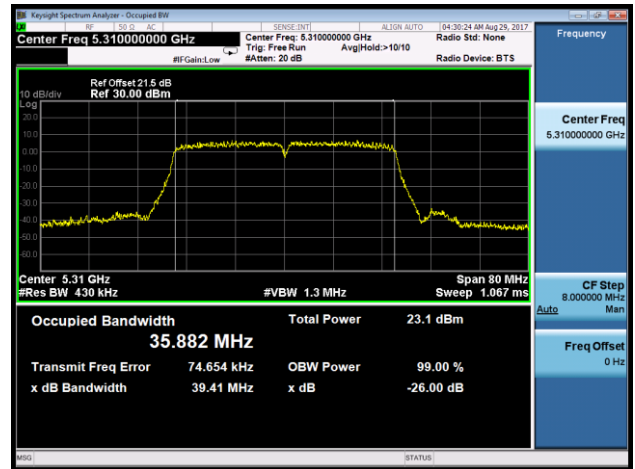 Keysight Spectrum Analyzer - Occupied BW
RF 50 Ω AC SENSE:INT ALIGN AUTO 04:30:24 AM Aug 29, 2017
Center Freq 5.310000000 GHz
Center Freq: 5.310000000 GHz
Radio Std: None
Trig: Free Run Avg|Hold:>10/10
#IFGain:Low #Atten: 20 dB Radio Device: BTS
Frequency
Ref Offset 21.5 dB
10 dB/div Ref 30.00 dBm
Log
20.0
10.0
0.00
-10.0
-20.0
-30.0
-40.0
-50.0
-60.0
Center Freq
5.310000000 GHz
Center 5.31 GHz Span 80 MHz
#Res BW 430 kHz #VBW 1.3 MHz Sweep 1.067 ms
CF Step
8.000000 MHz
Auto Man
Freq Offset
0 Hz
Occupied Bandwidth Total Power 23.1 dBm
35.882 MHz
Transmit Freq Error 74.654 kHz OBW Power 99.00 %
x dB Bandwidth 39.41 MHz x dB -26.00 dB
MSG STATUS